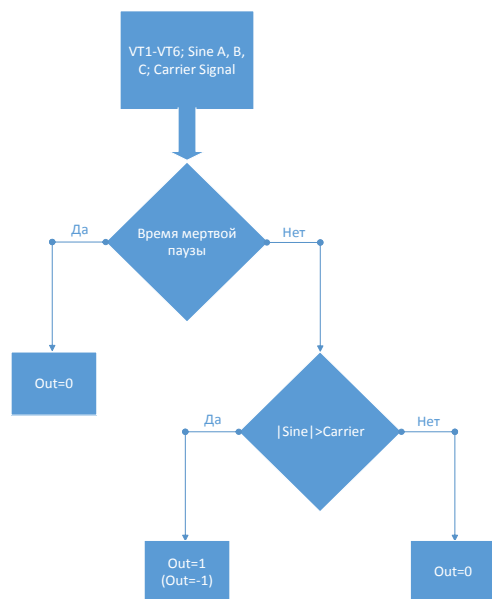 VT1-VT6; Sine A, B,
C; Carrier Signal
Да
Время мертвой
паузы
Нет
Out=0
Да
|Sine|>Carrier
Нет
Out=1
(Out=-1)
Out=0